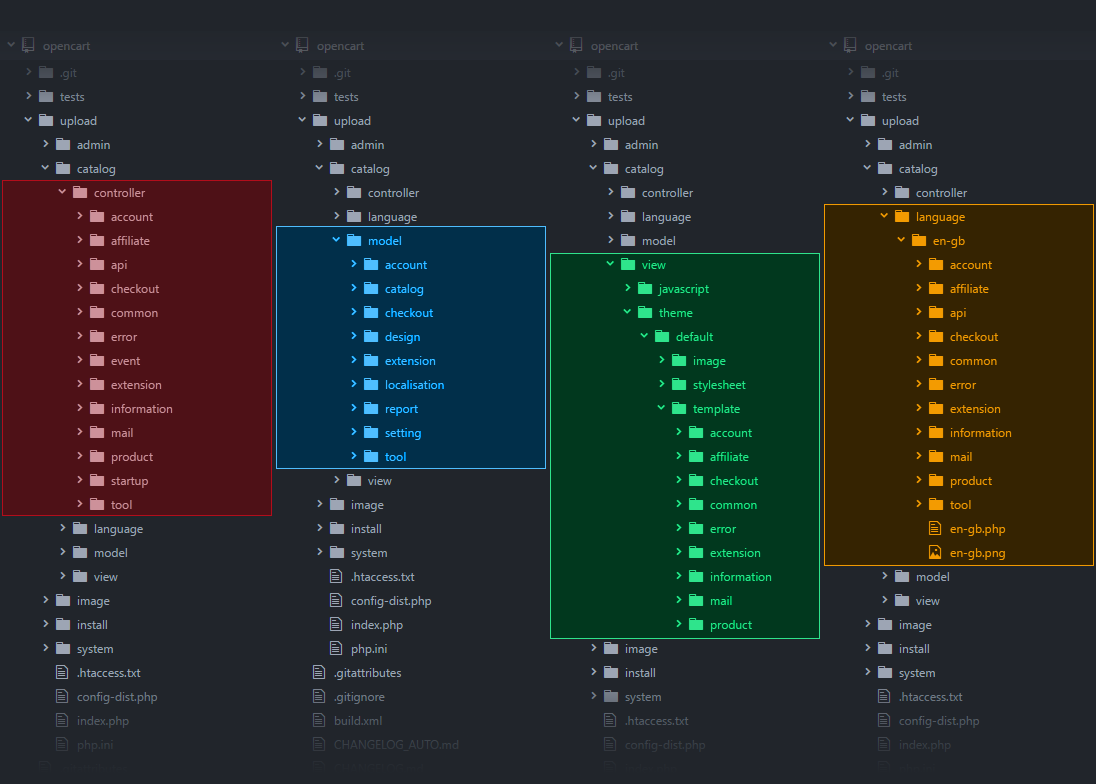 opencart
.git
tests
upload
admin
catalog
controller
account
affiliate
api
checkout
common
error
event
extension
information
mail
product
startup
tool
language
model
view
image
install
system
.htaccess.txt
config-dist.php
index.php
php.ini
opencart
.git
tests
upload
admin
catalog
controller
language
model
account
catalog
checkout
design
extension
localisation
report
setting
tool
view
image
install
system
.htaccess.txt
config-dist.php
index.php
php.ini
.gitattributes
.gitignore
build.xml
CHANGELOG_AUTO.md
opencart
.git
tests
upload
admin
catalog
controller
language
model
view
javascript
theme
default
image
stylesheet
template
account
affiliate
checkout
common
error
extension
information
mail
product
image
install
system
.htaccess.txt
config-dist.php
opencart
.git
tests
upload
admin
catalog
controller
language
en-gb
account
affiliate
api
checkout
common
error
extension
information
mail
product
tool
en-gb.php
en-gb.png
model
view
image
install
system
.htaccess.txt
config-dist.php
index.php